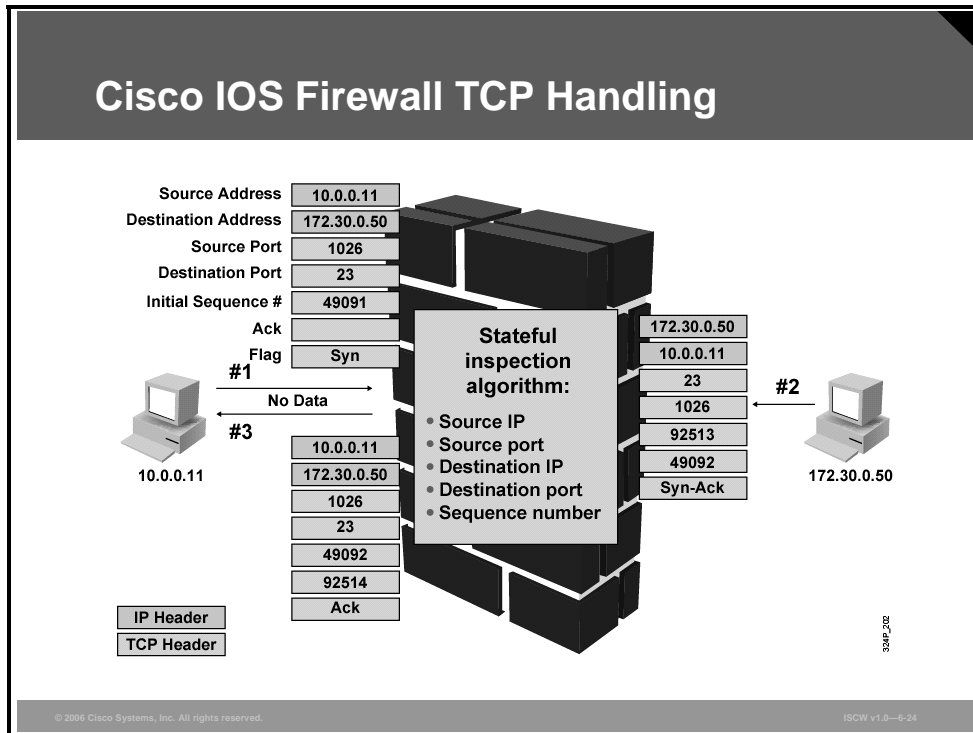 Cisco IOS Firewall TCP Handling
Source Address 10.0.0.11
Destination Address 172.30.0.50
Source Port 1026
Destination Port 23
Initial Sequence # 49091
Ack
Flag Syn
#1
No Data
#3
10.0.0.11
10.0.0.11
172.30.0.50
1026
23
49092
92514
Ack
Stateful
inspection
algorithm:
• Source IP
• Source port
• Destination IP
• Destination port
• Sequence number
172.30.0.50
10.0.0.11
23
1026
92513
49092
Syn-Ack
#2
172.30.0.50
IP Header
TCP Header
324P_202
© 2006 Cisco Systems, Inc. All rights reserved.
ISCW v1.0—6-24